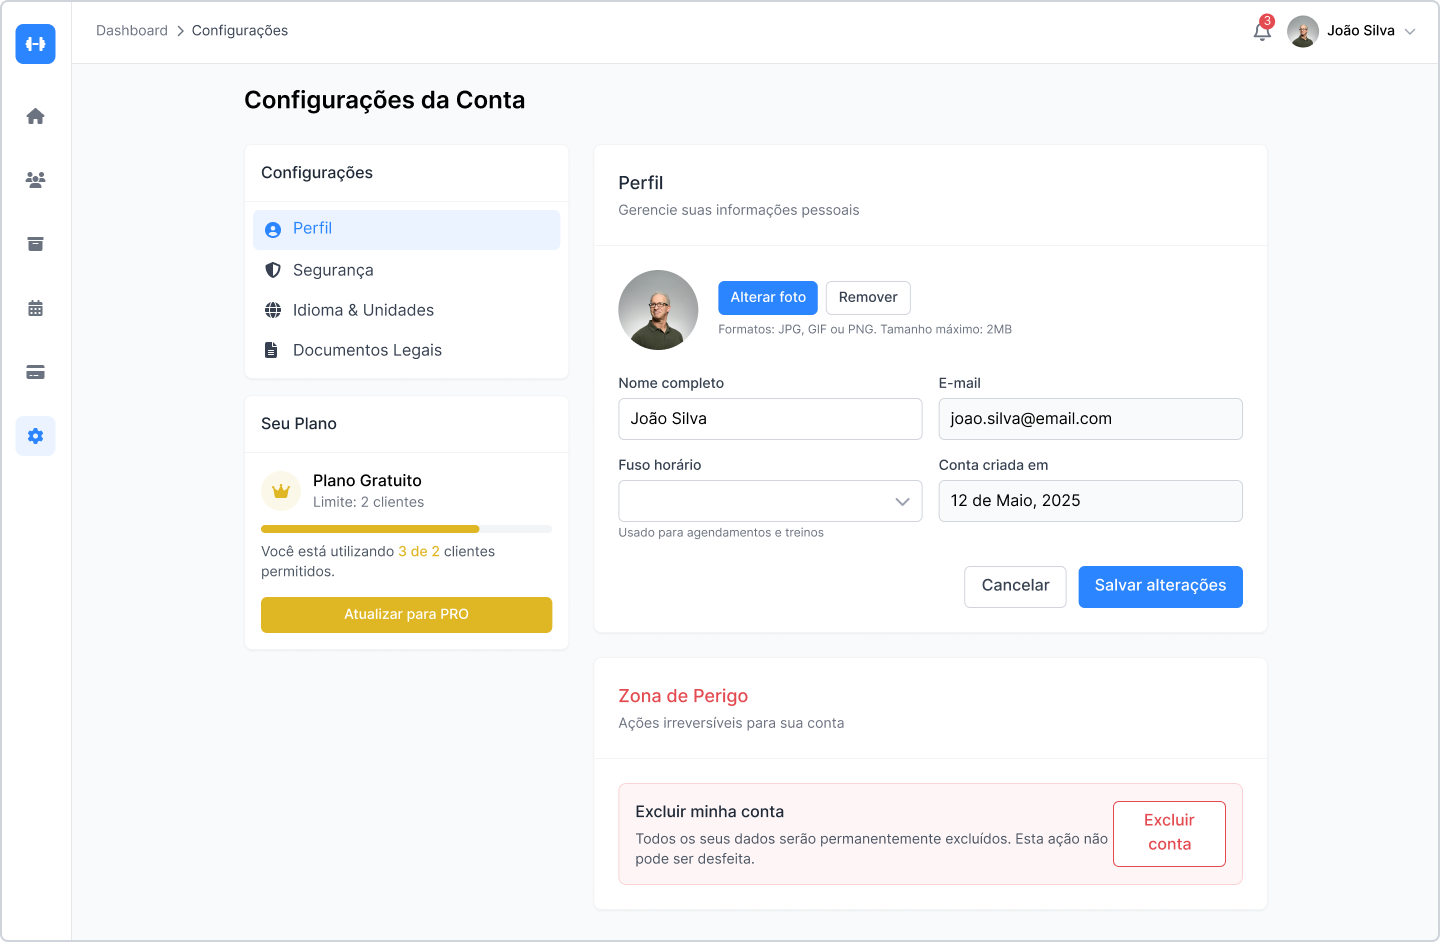 Dashboard
Configurações
3
João Silva
Configurações da Conta
Configurações
Perfil
Segurança
Idioma & Unidades
Documentos Legais
Seu Plano
Plano Gratuito
Limite: 2 clientes
Você está utilizando 3 de 2 clientes
permitidos.
Atualizar para PRO
Perfil
Gerencie suas informações pessoais
Alterar foto
Remover
Formatos: JPG, GIF ou PNG. Tamanho máximo: 2MB
Nome completo
João Silva
E-mail
joao.silva@email.com
Fuso horário
Usado para agendamentos e treinos
Conta criada em
12 de Maio, 2025
Cancelar
Salvar alterações
Zona de Perigo
Ações irreversíveis para sua conta
Excluir minha conta
Todos os seus dados serão permanentemente excluídos. Esta ação não
pode ser desfeita.
Excluir
conta